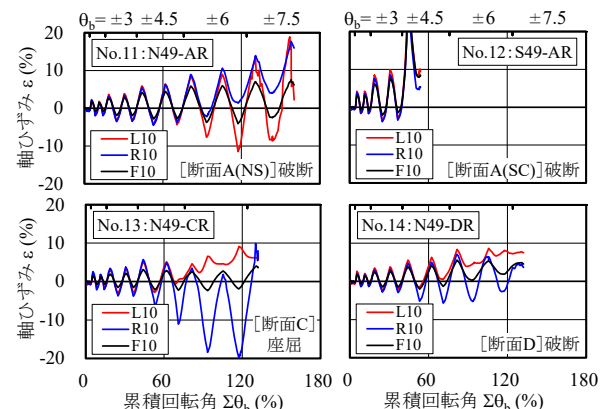 θb= ±3 ±4.5 ±6 ±7.5 ±3 ±4.5 ±6 ±7.5
軸ひずみ ε (%)
20
10
0
-10
-20
No.11:N49-AR
L10
R10
F10
[断面A(NS)]破断
No.12:S49-AR
L10
R10
F10
[断面A(SC)]破断
軸ひずみ ε (%)
20
10
0
-10
-20
No.13:N49-CR
L10
R10
F10
[断面C]
座屈
No.14:N49-DR
L10
R10
F10
[断面D]破断
0 60 120 180 0 60 120 180
累積回転角 Σθb (%) 累積回転角 Σθb (%)